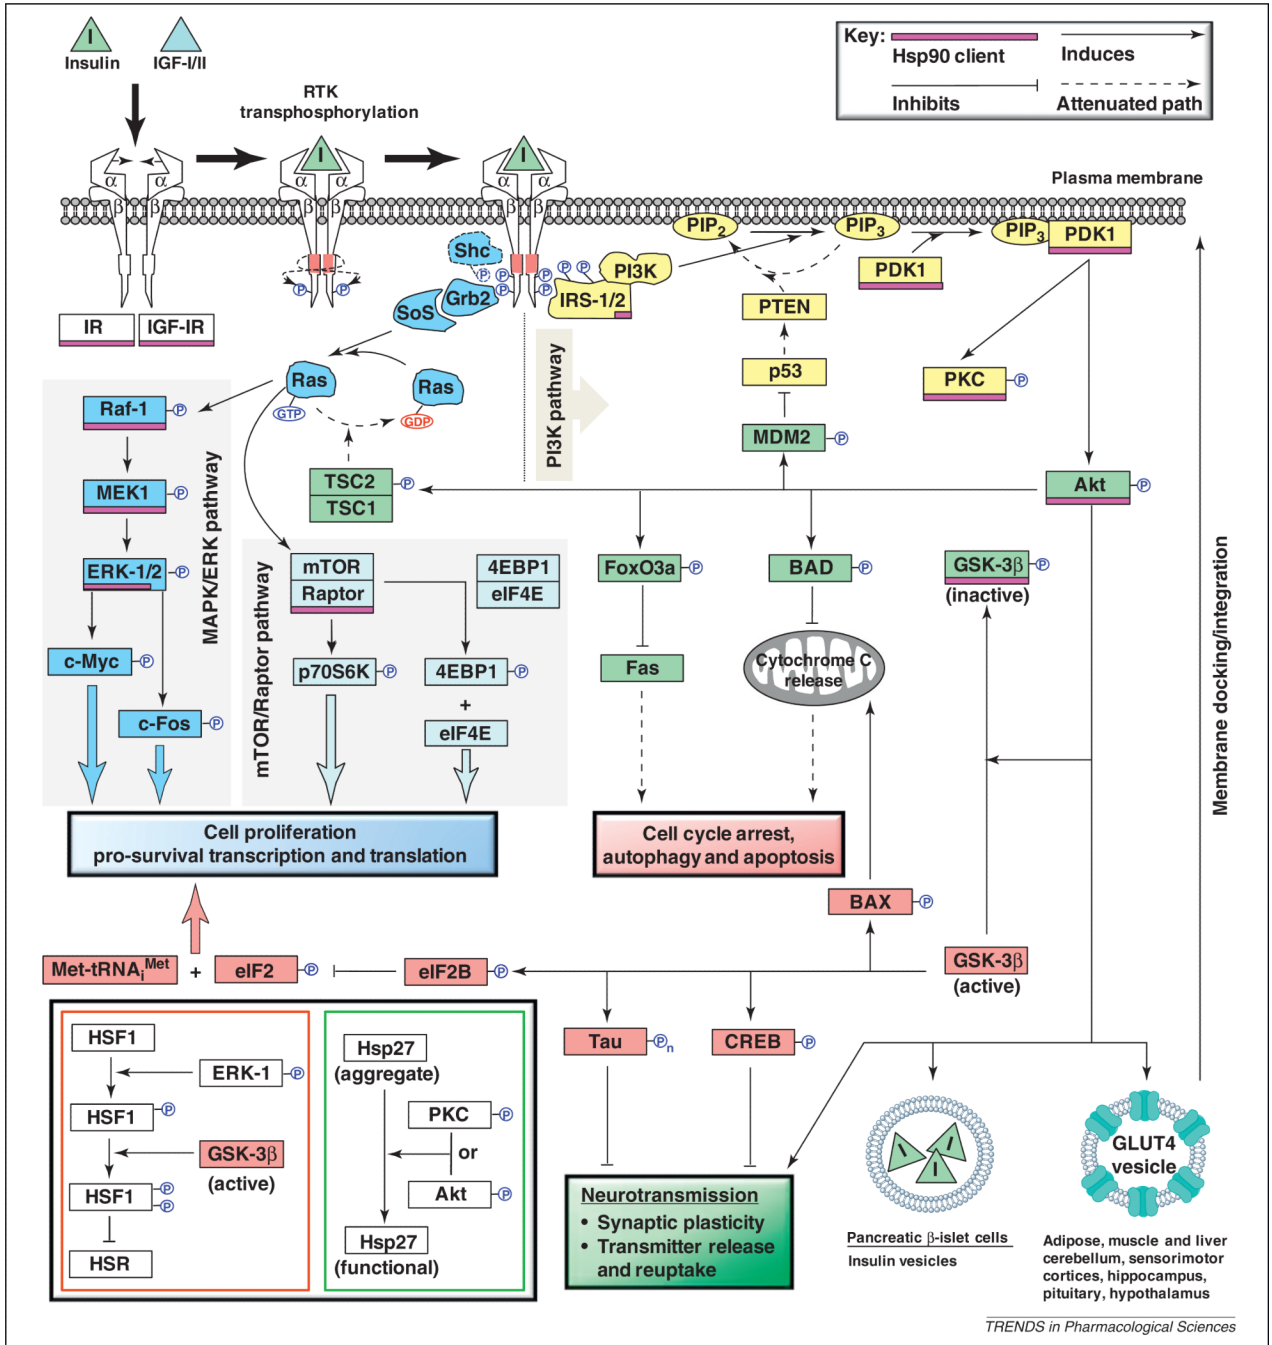 I
Insulin
IGF-I/II
Key:
Hsp90 client
Induces
Inhibits
Attenuated path
RTK
transphosphorylation
I
I
α
α
β
β
α
α
β
β
α
α
β
β
Plasma membrane
PIP2
PIP3
PIP3
PDK1
Shc
P
P
P
P
P
P
P
P
P
PI3K
PDK1
Grb2
IRS-1/2
SoS
PTEN
IR
IGF-IR
PI3K pathway
p53
PKC
P
Ras
GTP
Ras
GDP
Raf-1
P
MDM2
P
MAPK/ERK pathway
MEK1
P
TSC2
P
TSC1
Akt
P
ERK-1/2
P
mTOR
Raptor
4EBP1
eIF4E
FoxO3a
P
BAD
P
GSK-3β
P
(inactive)
mTOR/Raptor pathway
c-Myc
P
p70S6K
P
4EBP1
P
Fas
Cytochrome C
release
c-Fos
P
+
eIF4E
Membrane docking/integration
Cell proliferation
pro-survival transcription and translation
Cell cycle arrest,
autophagy and apoptosis
BAX
P
Met-tRNAiMet
+
eIF2
P
eIF2B
P
GSK-3β
(active)
Tau
Pn
CREB
P
HSF1
ERK-1
P
HSF1
P
GSK-3β
(active)
HSF1
P
P
HSR
Hsp27
(aggregate)
PKC
P
or
Akt
P
Hsp27
(functional)
Neurotransmission
• Synaptic plasticity
• Transmitter release
and reuptake
I
I
I
GLUT4
vesicle
Pancreatic β-islet cells
Insulin vesicles
Adipose, muscle and liver
cerebellum, sensorimotor
cortices, hippocampus,
pituitary, hypothalamus
TRENDS in Pharmacological Sciences